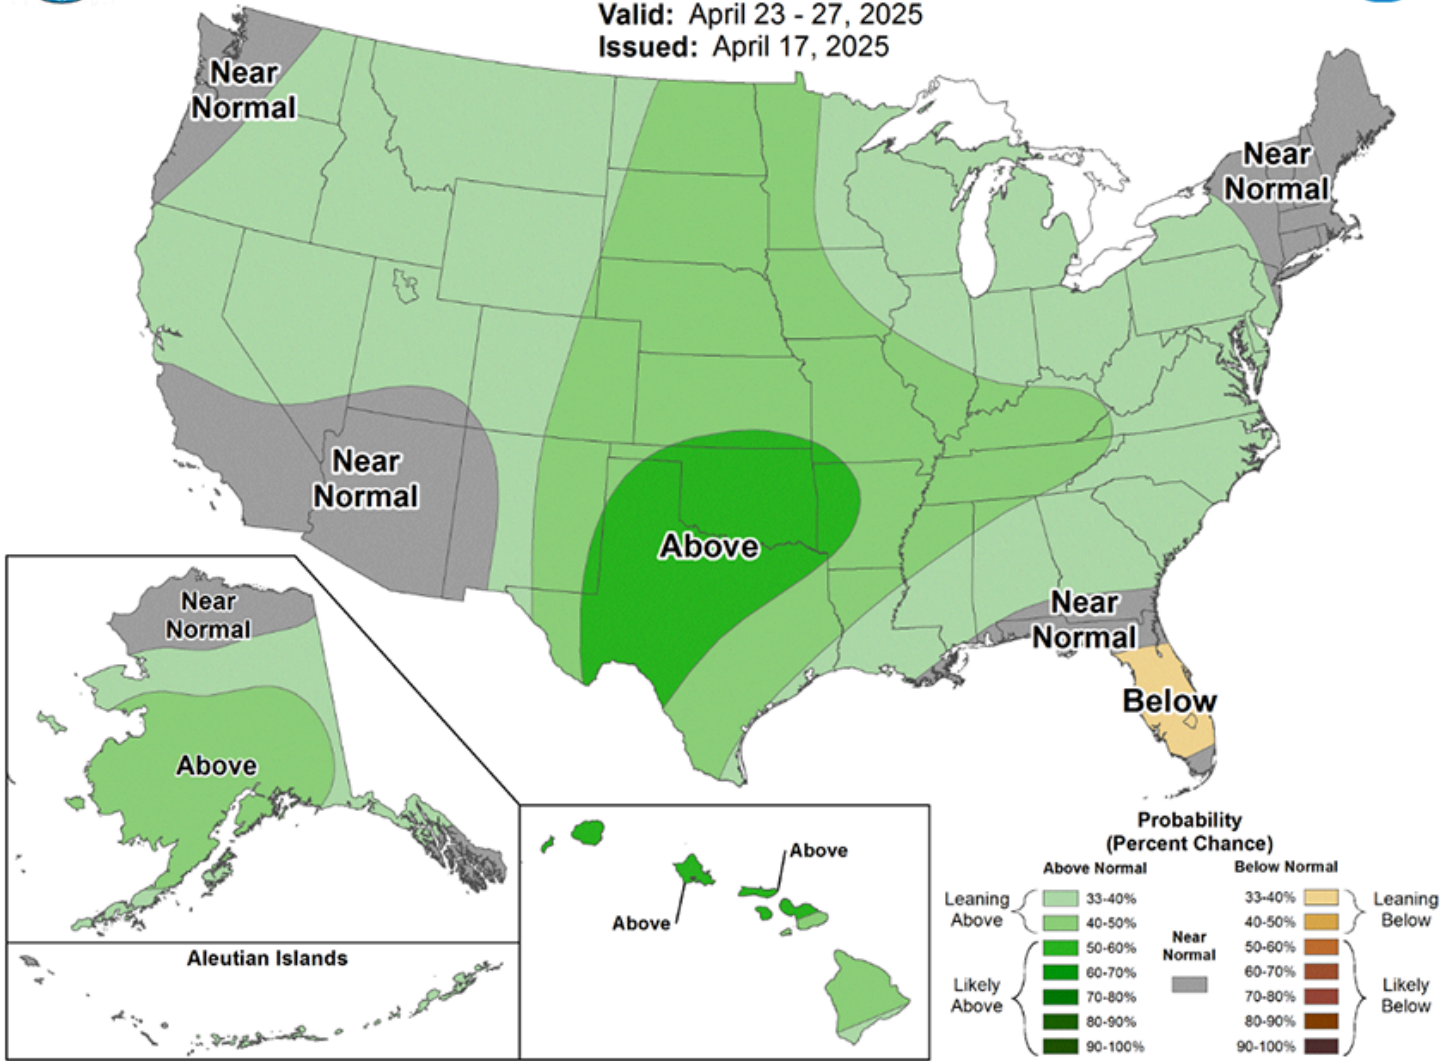 Valid: April 23 - 27, 2025
Issued: April 17, 2025
Near
Normal
Near
Normal
Near
Normal
Above
Near
Normal
Below
Near
Normal
Above
Aleutian Islands
Above
Above
Probability
(Percent Chance)
Above Normal
Below Normal
Leaning
Above
33-40%
40-50%
50-60%
60-70%
70-80%
80-90%
90-100%
Likely
Above
Near
Normal
33-40%
40-50%
50-60%
60-70%
70-80%
80-90%
90-100%
Leaning
Below
Likely
Below